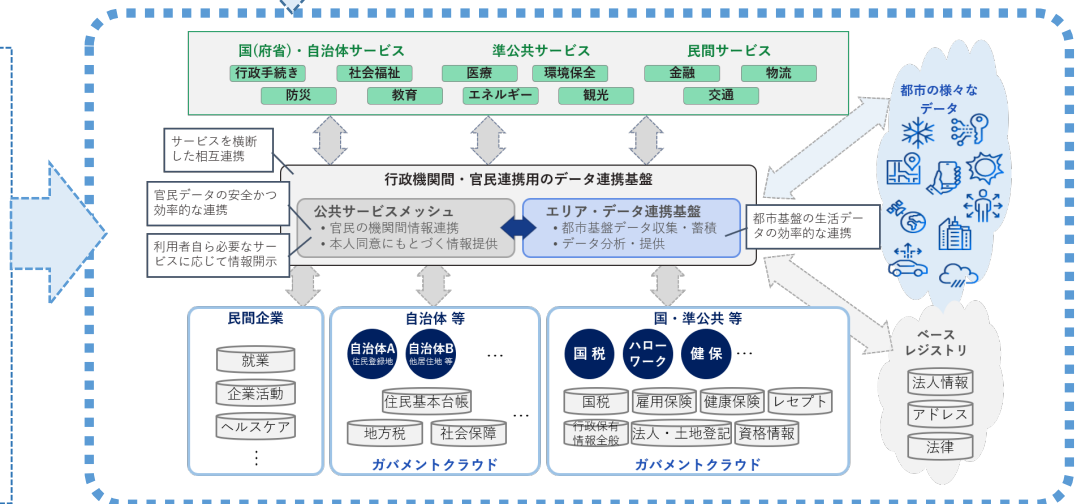 国(府省)・自治体サービス
準公共サービス
民間サービス
行政手続き
社会福祉
医療
環境保全
金融
物流
防災
教育
エネルギー
観光
交通
都市の様々な
データ
サービスを横断
した相互連携
官民データの安全かつ
効率的な連携
利用者自ら必要なサー
ビスに応じて情報開示
行政機関間・官民連携用のデータ連携基盤
公共サービスメッシュ
• 官民の機関間情報連携
• 本人同意にもとづく情報提供
エリア・データ連携基盤
• 都市基盤データ収集・蓄積
• データ分析・提供
都市基盤の生活デー
タの効率的な連携
民間企業
就業
企業活動
ヘルスケア
⋮
自治体 等
自治体A
住民登録地
自治体B
他居住地 等
…
住民基本台帳
地方税
社会保障
…
ガバメントクラウド
国・準公共 等
国 税
ハロー
ワーク
健 保
…
国税
雇用保険
健康保険
レセプト
行政保有
情報全般
法人・土地登記
資格情報
ガバメントクラウド
ベース
レジストリ
法人情報
アドレス
法律